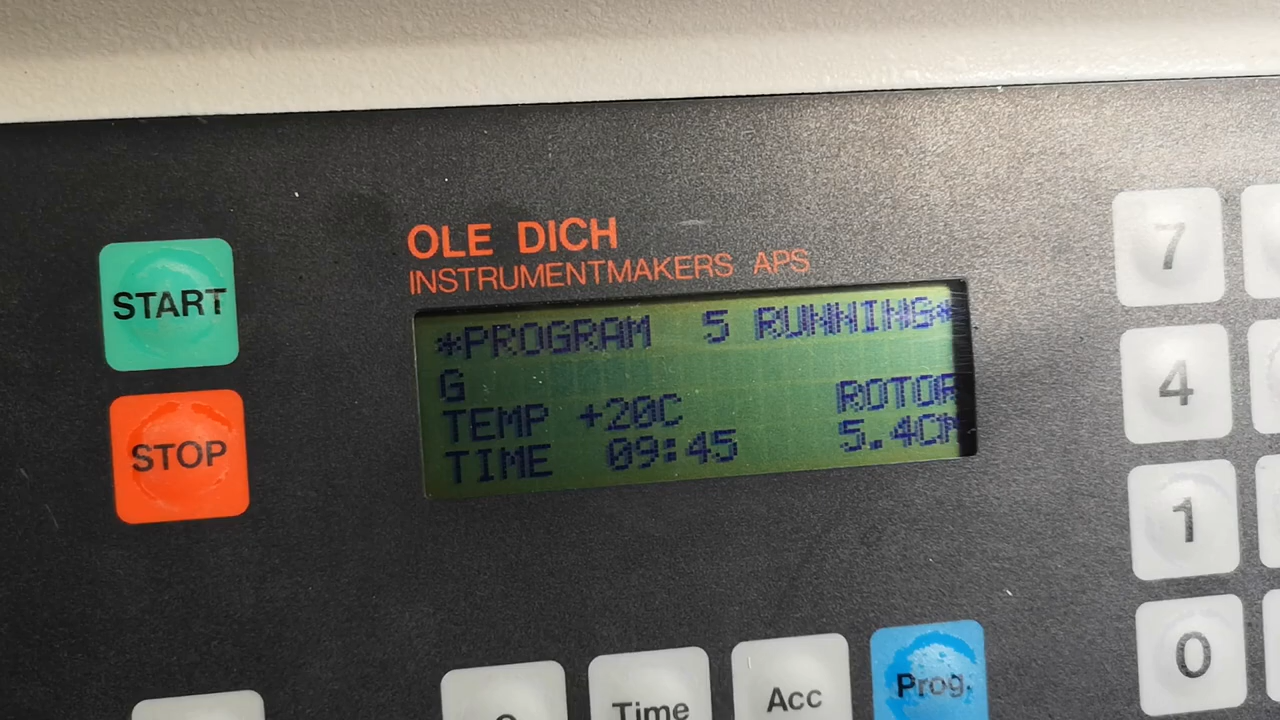 OLE DICH
INSTRUMENTMAKERS APS
*PROGRAM 5 RUNNING*
G
TEMP +20C ROTOR
TIME 09:45 5.4CM
START
STOP
7
4
1
0
Time
Acc
Prog.